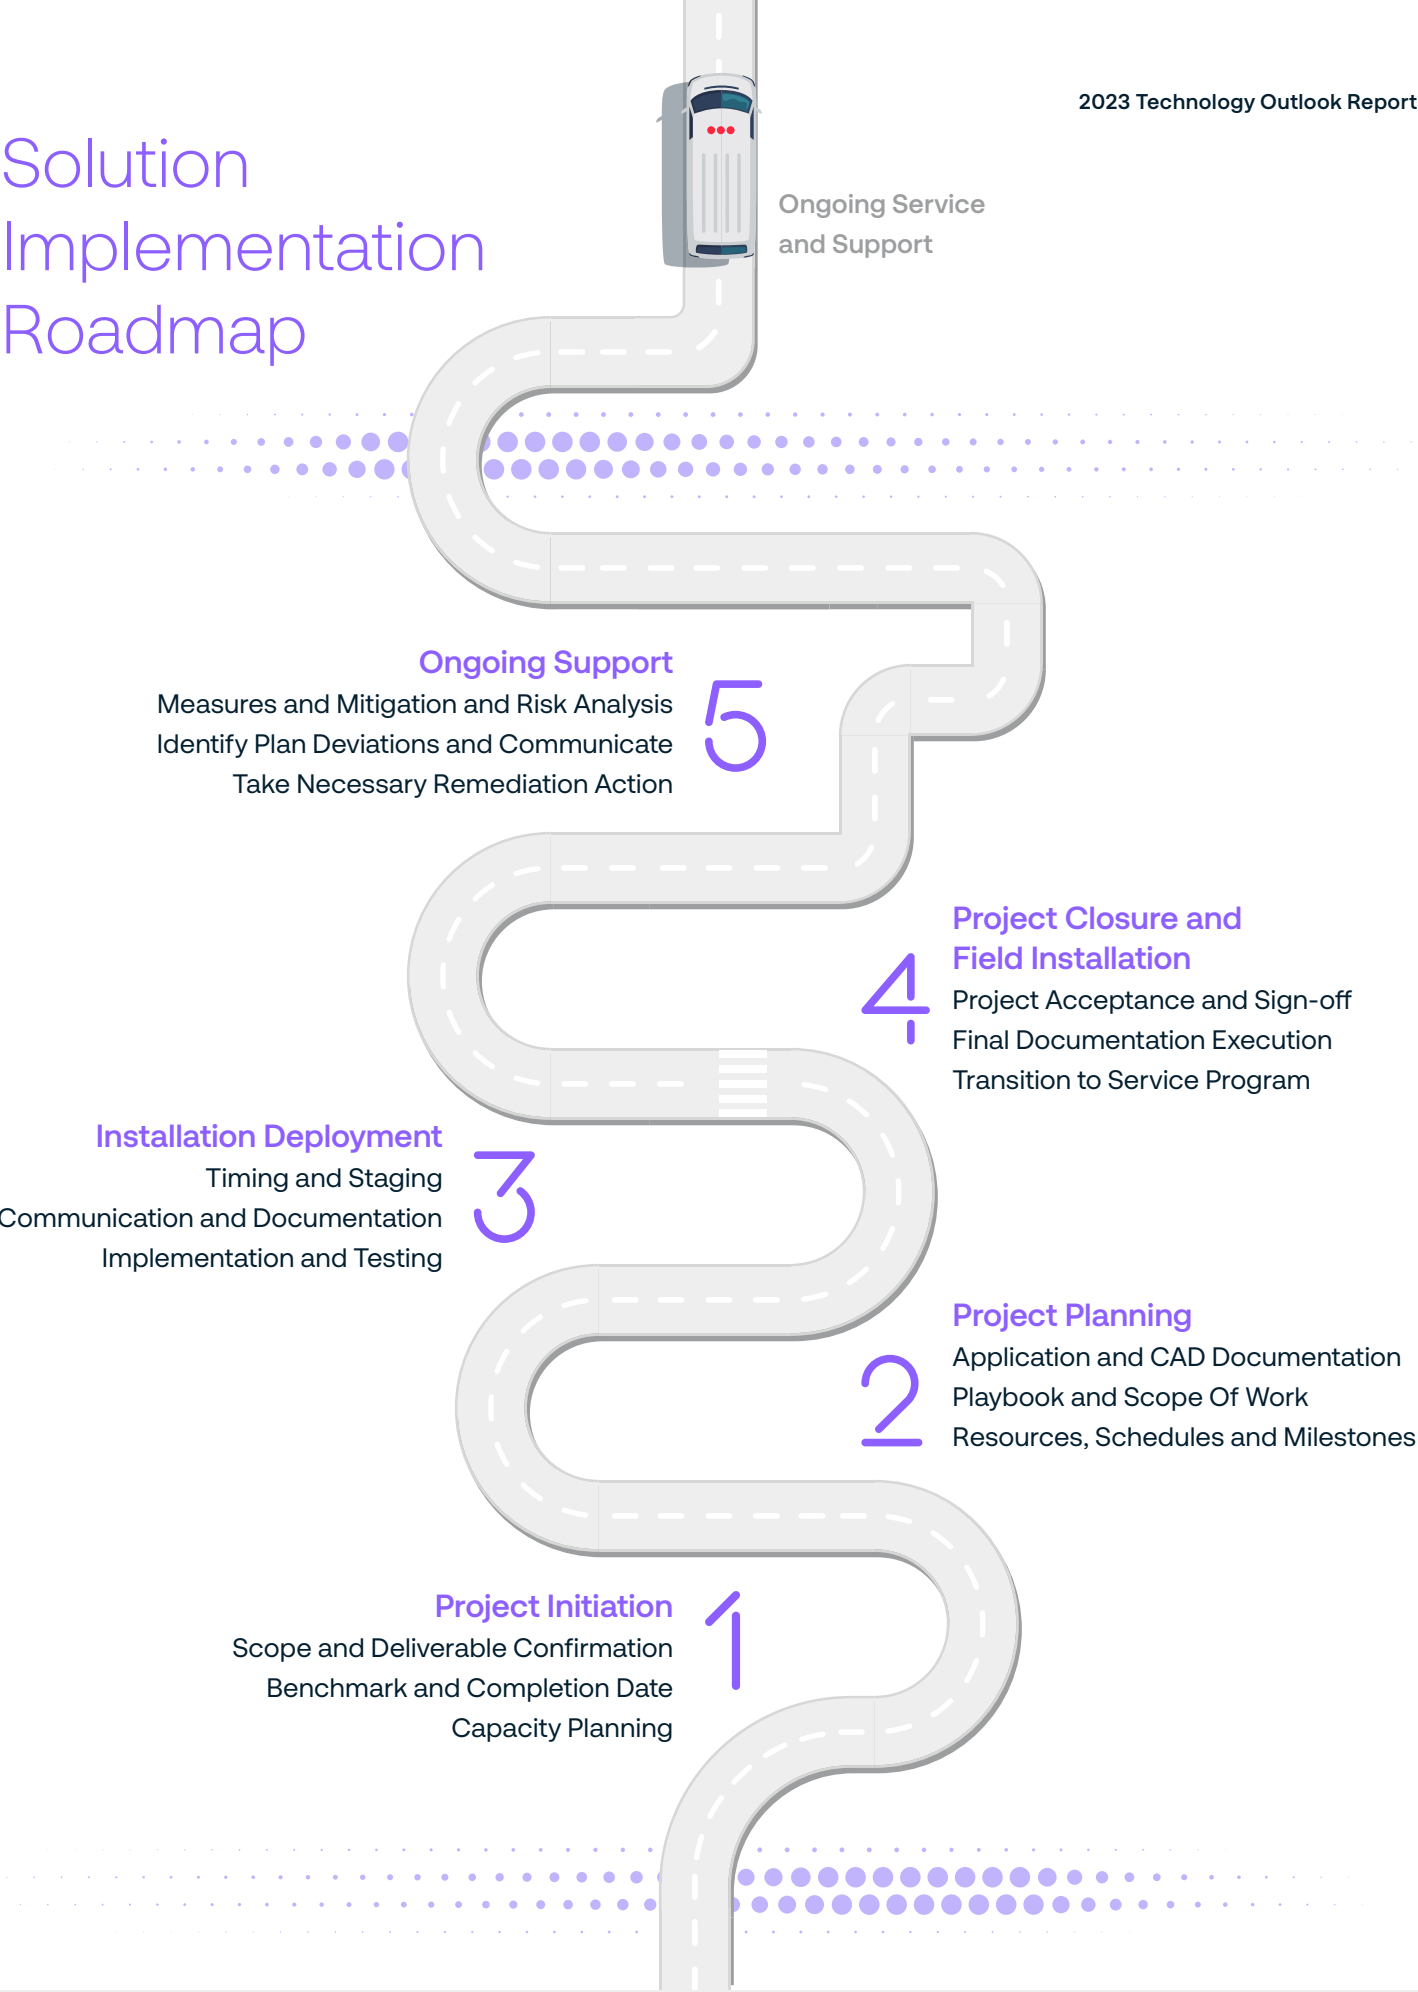 2023 Technology Outlook Report
Solution
Implementation
Roadmap
Ongoing Service
and Support
Ongoing Support
Measures and Mitigation and Risk Analysis
Identify Plan Deviations and Communicate
Take Necessary Remediation Action
5
Project Closure and
Field Installation
4
Project Acceptance and Sign-off
Final Documentation Execution
Transition to Service Program
Installation Deployment
Timing and Staging
Communication and Documentation
Implementation and Testing
3
Project Planning
2
Application and CAD Documentation
Playbook and Scope Of Work
Resources, Schedules and Milestones
Project Initiation
Scope and Deliverable Confirmation
Benchmark and Completion Date
Capacity Planning
1